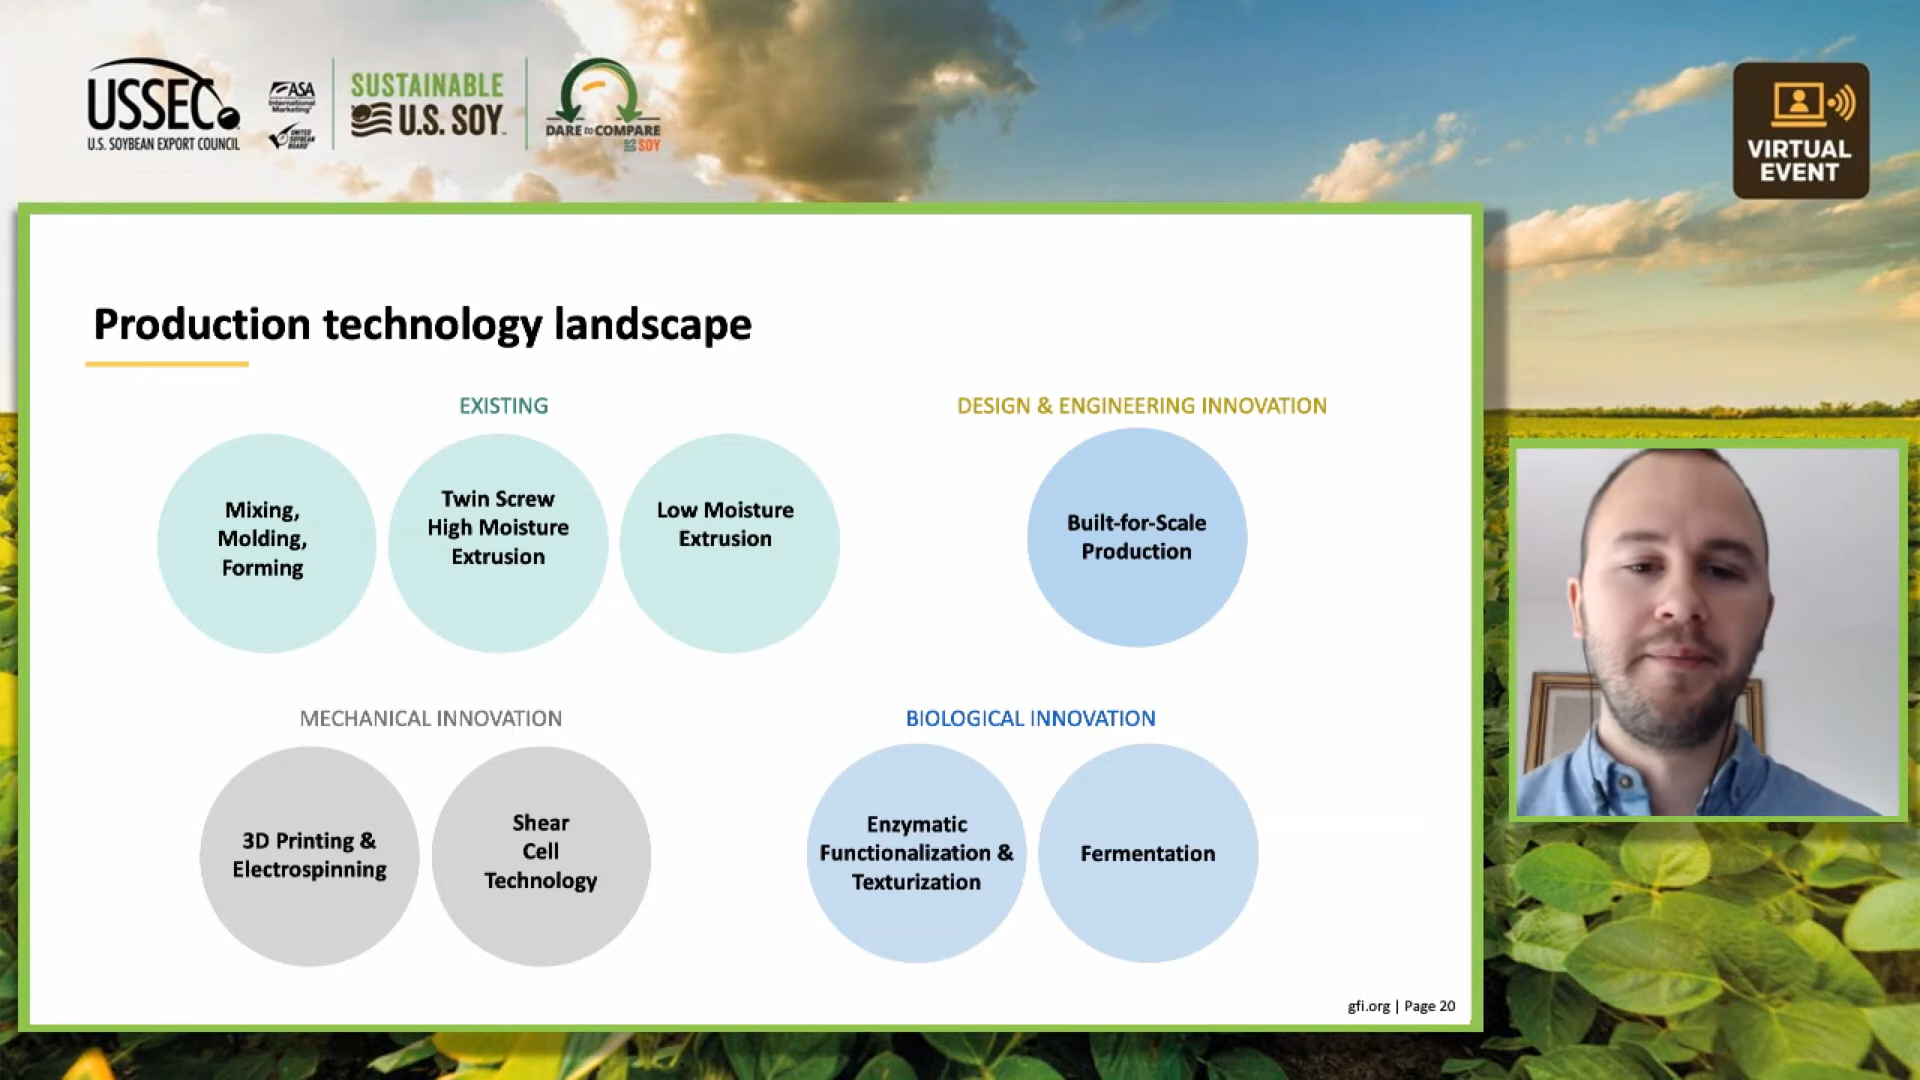 USSEC
U.S. SOYBEAN EXPORT COUNCIL
ASA
International
Marketing
UNITED
SOYBEAN
BOARD
SUSTAINABLE
U.S. SOY
DARE to COMPARE
US SOY
VIRTUAL
EVENT
Production technology landscape
EXISTING
Mixing,
Molding,
Forming
Twin Screw
High Moisture
Extrusion
Low Moisture
Extrusion
DESIGN & ENGINEERING INNOVATION
Built-for-Scale
Production
MECHANICAL INNOVATION
3D Printing &
Electrospinning
Shear
Cell
Technology
BIOLOGICAL INNOVATION
Enzymatic
Functionalization &
Texturization
Fermentation
gfi.org | Page 20